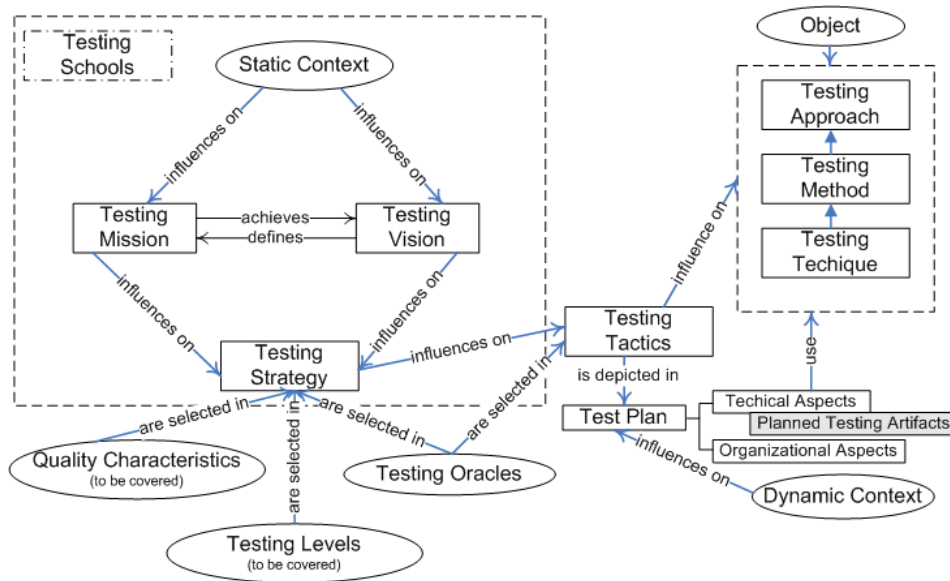 Testing
Schools
Static Context
influences on
influences on
Testing
Mission
achieves
defines
Testing
Vision
influences on
influences on
Testing
Strategy
are selected in
are selected in
are selected in
Quality Characteristics
(to be covered)
Testing Levels
(to be covered)
Testing Oracles
influences on
are selected in
Testing
Tactics
is depicted in
Test Plan
influences on
Dynamic Context
Techical Aspects
Planned Testing Artifacts
Organizational Aspects
use
influence on
Object
Testing
Approach
Testing
Method
Testing
Techique